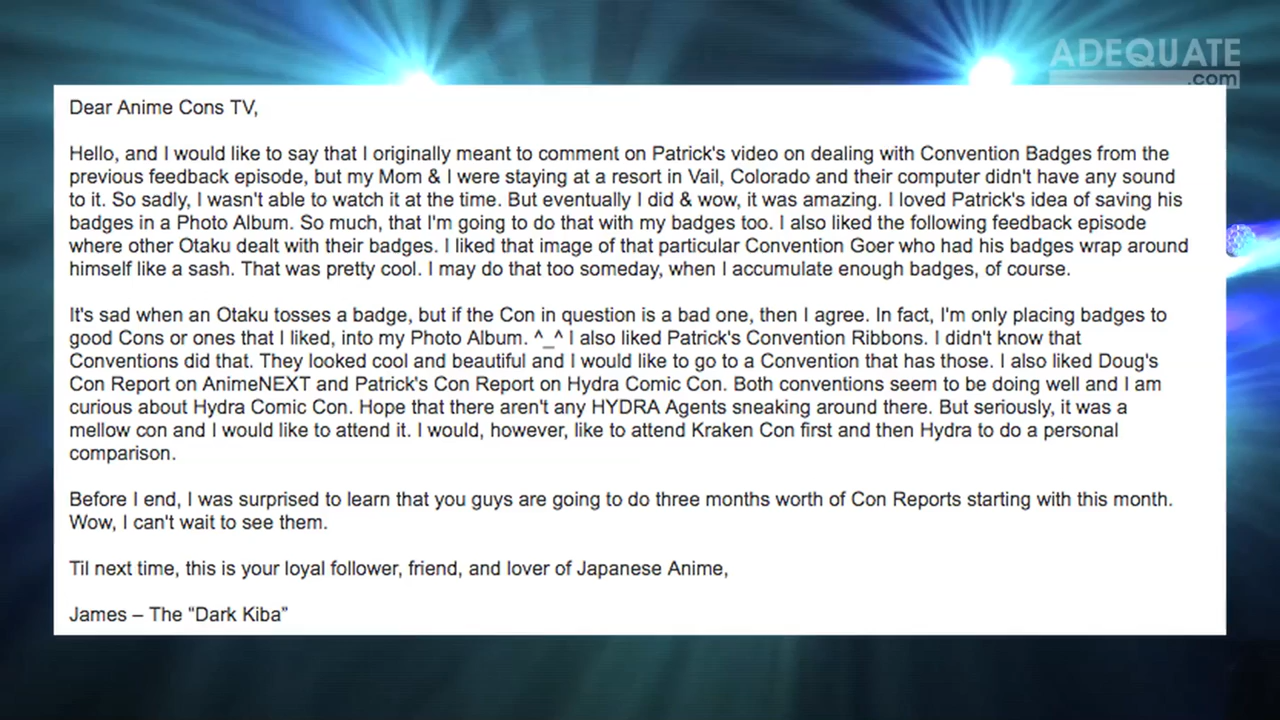 ADEQUATE
.com
Dear Anime Cons TV,
Hello, and I would like to say that I originally meant to comment on Patrick's video on dealing with Convention Badges from the
previous feedback episode, but my Mom & I were staying at a resort in Vail, Colorado and their computer didn't have any sound
to it. So sadly, I wasn't able to watch it at the time. But eventually I did & wow, it was amazing. I loved Patrick's idea of saving his
badges in a Photo Album. So much, that I'm going to do that with my badges too. I also liked the following feedback episode
where other Otaku dealt with their badges. I liked that image of that particular Convention Goer who had his badges wrap around
himself like a sash. That was pretty cool. I may do that too someday, when I accumulate enough badges, of course.
It's sad when an Otaku tosses a badge, but if the Con in question is a bad one, then I agree. In fact, I'm only placing badges to
good Cons or ones that I liked, into my Photo Album. ^_^ I also liked Patrick's Convention Ribbons. I didn't know that
Conventions did that. They looked cool and beautiful and I would like to go to a Convention that has those. I also liked Doug's
Con Report on AnimeNEXT and Patrick's Con Report on Hydra Comic Con. Both conventions seem to be doing well and I am
curious about Hydra Comic Con. Hope that there aren't any HYDRA Agents sneaking around there. But seriously, it was a
mellow con and I would like to attend it. I would, however, like to attend Kraken Con first and then Hydra to do a personal
comparison.
Before I end, I was surprised to learn that you guys are going to do three months worth of Con Reports starting with this month.
Wow, I can't wait to see them.
Til next time, this is your loyal follower, friend, and lover of Japanese Anime,
James – The “Dark Kiba”